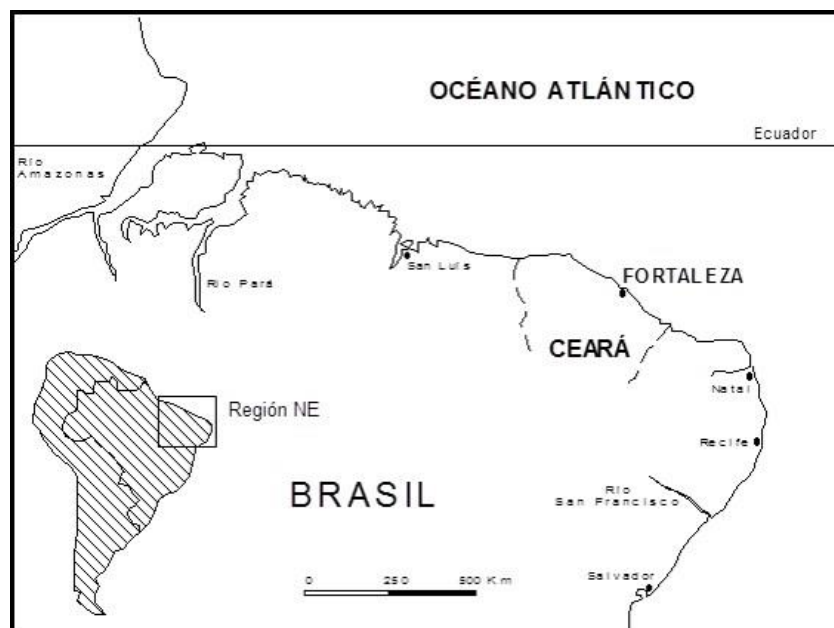 OCÉANO ATLÁNTICO
Ecuador
Río
Amazonas
San Luis
Río Pará
FORTALEZA
CEARÁ
Natal
Región NE
Recife
BRASIL
Río
San Francisco
0 250 500 Km
Salvador